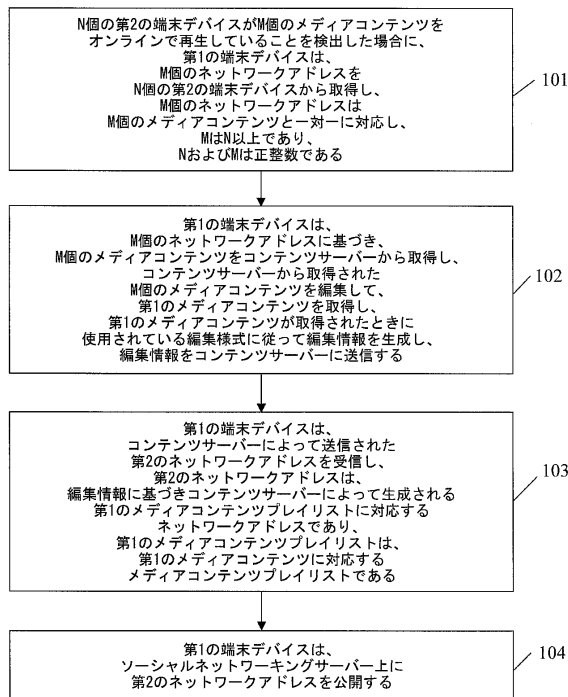 N個の第2の端末デバイスがM個のメディアコンテンツを
オンラインで再生していることを検出した場合に、
第1の端末デバイスは、
M個のネットワークアドレスを
N個の第2の端末デバイスから取得し、
M個のネットワークアドレスは
M個のメディアコンテンツと一対一に対応し、
MはN以上であり、
NおよびMは正整数である
101
第1の端末デバイスは、
M個のネットワークアドレスに基づき、
M個のメディアコンテンツをコンテンツサーバーから取得し、
コンテンツサーバーから取得された
M個のメディアコンテンツを編集して、
第1のメディアコンテンツを取得し、
第1のメディアコンテンツが取得されたときに
使用されている編集様式に従って編集情報を生成し、
編集情報をコンテンツサーバーに送信する
102
第1の端末デバイスは、
コンテンツサーバーによって送信された
第2のネットワークアドレスを受信し、
第2のネットワークアドレスは、
編集情報に基づきコンテンツサーバーによって生成される
第1のメディアコンテンツプレイリストに対応する
ネットワークアドレスであり、
第1のメディアコンテンツプレイリストは、
第1のメディアコンテンツに対応する
メディアコンテンツプレイリストである
103
第1の端末デバイスは、
ソーシャルネットワーキングサーバー上に
第2のネットワークアドレスを公開する
104